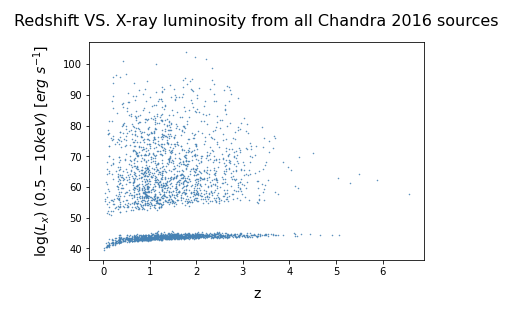 Redshift VS. X-ray luminosity from all Chandra 2016 sources
log(Lₓ) (0.5 − 10keV) [erg s⁻¹]
100
90
80
70
60
50
40
0 1 2 3 4 5 6
z